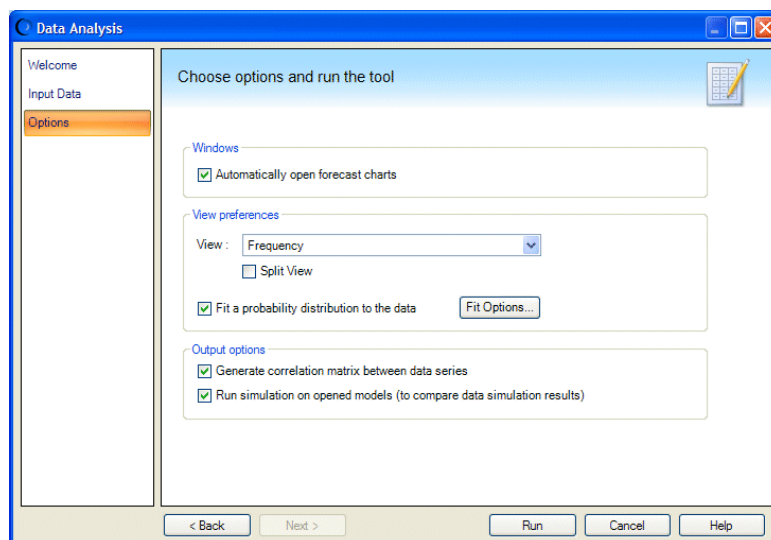 Data Analysis
Welcome
Input Data
Options
Choose options and run the tool
Windows
Automatically open forecast charts
View preferences
View : Frequency
Split View
Fit a probability distribution to the data Fit Options...
Output options
Generate correlation matrix between data series
Run simulation on opened models (to compare data simulation results)
< Back Next > Run Cancel Help